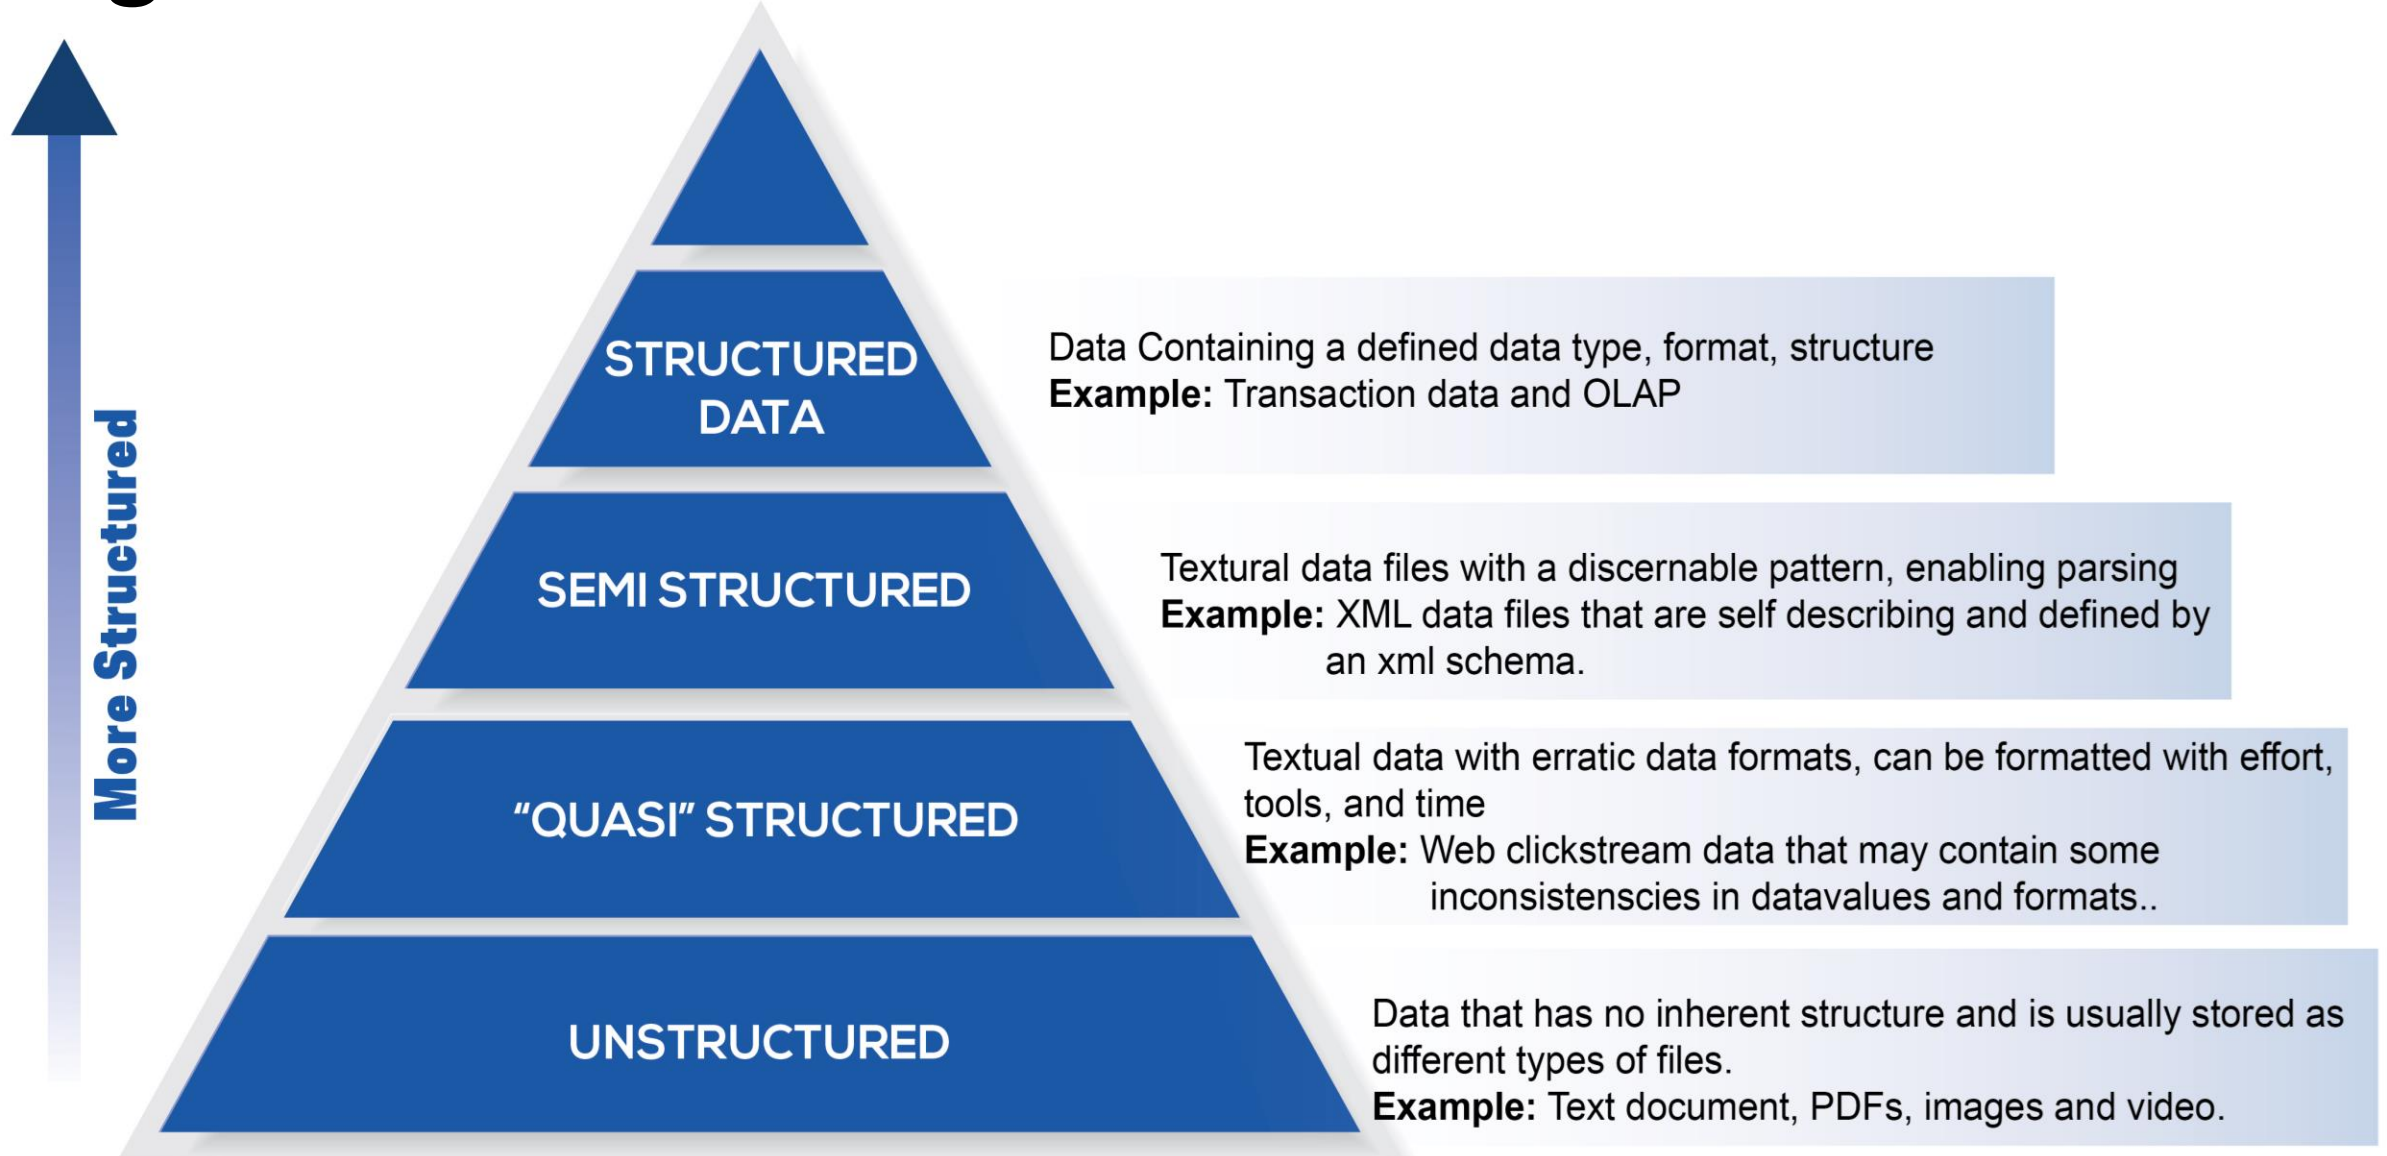 More Structured
STRUCTURED
DATA
Data Containing a defined data type, format, structure
Example: Transaction data and OLAP
SEMI STRUCTURED
Textural data files with a discernable pattern, enabling parsing
Example: XML data files that are self describing and defined by
an xml schema.
"QUASI" STRUCTURED
Textual data with erratic data formats, can be formatted with effort,
tools, and time
Example: Web clickstream data that may contain some
inconsistenscies in datavalues and formats..
UNSTRUCTURED
Data that has no inherent structure and is usually stored as
different types of files.
Example: Text document, PDFs, images and video.